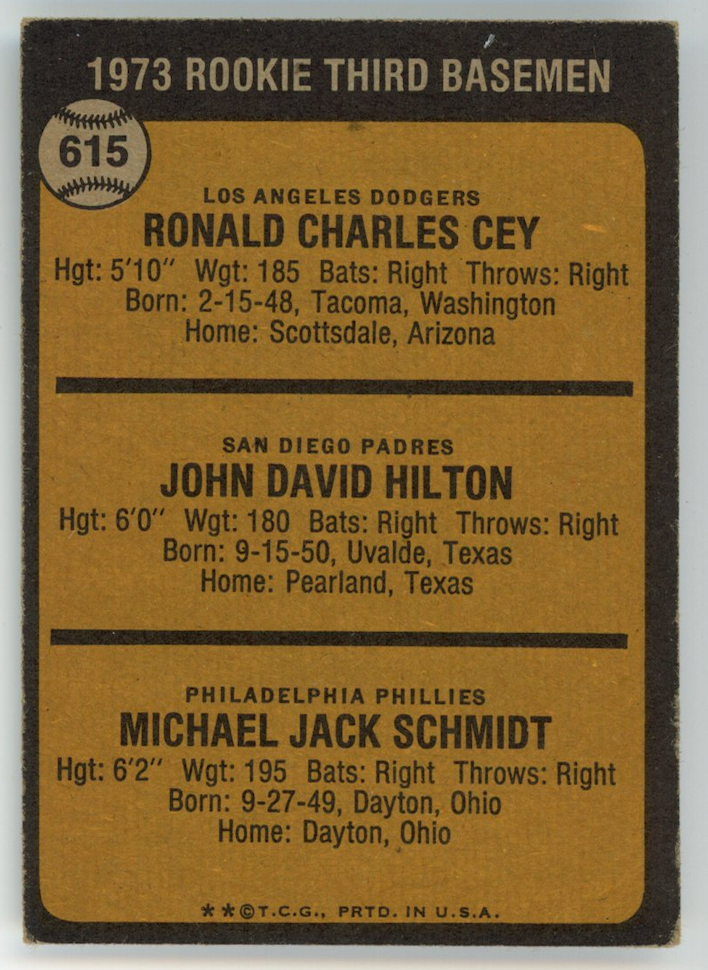 1973 ROOKIE THIRD BASEMEN
615
LOS ANGELES DODGERS
RONALD CHARLES CEY
Hgt: 5'10" Wgt: 185 Bats: Right Throws: Right
Born: 2-15-48, Tacoma, Washington
Home: Scottsdale, Arizona
SAN DIEGO PADRES
JOHN DAVID HILTON
Hgt: 6'0" Wgt: 180 Bats: Right Throws: Right
Born: 9-15-50, Uvalde, Texas
Home: Pearland, Texas
PHILADELPHIA PHILLIES
MICHAEL JACK SCHMIDT
Hgt: 6'2" Wgt: 195 Bats: Right Throws: Right
Born: 9-27-49, Dayton, Ohio
Home: Dayton, Ohio
**©T.C.G., PRTD. IN U.S.A.